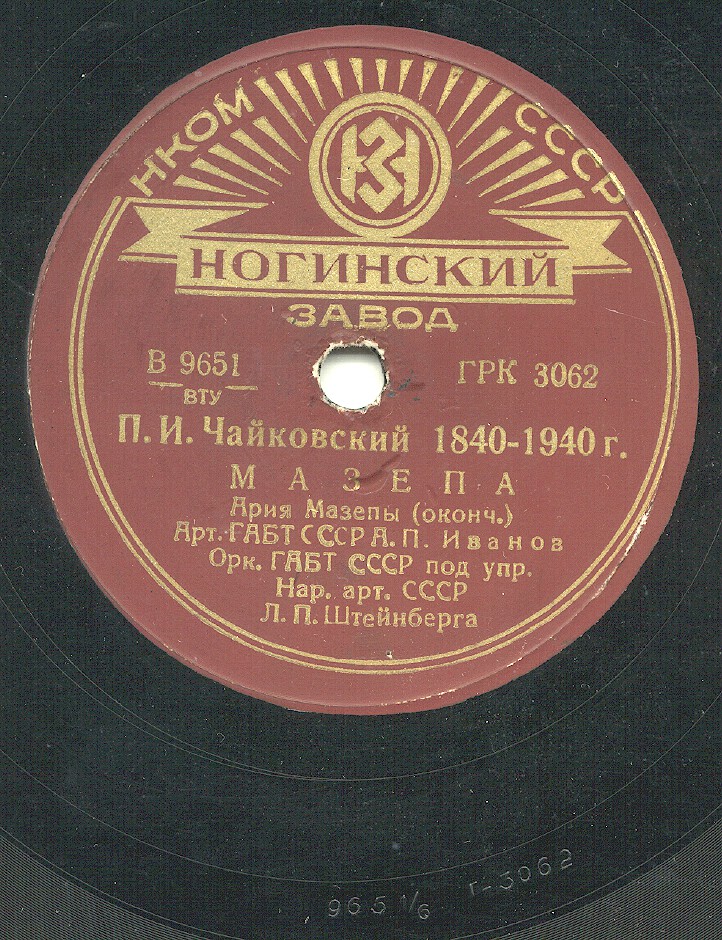 НКОМ СССР
НЗ
НОГИНСКИЙ
ЗАВОД
В 9651 ГРК 3062
ВТУ
П. И. Чайковский 1840-1940 г.
МАЗЕПА
Ария Мазепы (оконч.)
Арт. ГАБТ СССР А. П. Иванов
Орк. ГАБТ СССР под упр.
Нар. арт. СССР
Л. П. Штейнберга
9651/6 г-3062